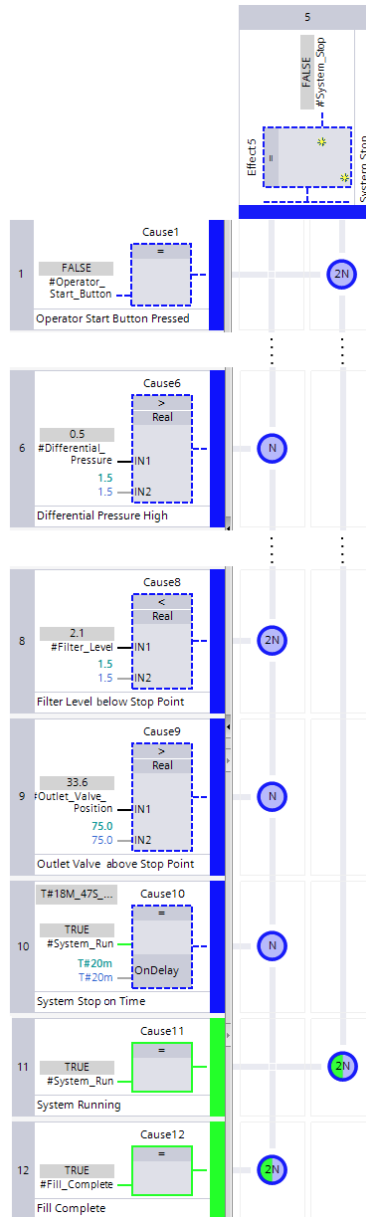 5
FALSE
#System_Stop
Effect5
=
System Stop
Cause1
=
1
FALSE
#Operator_
Start_Button
2N
Operator Start Button Pressed
Cause6
>
Real
6
0.5
#Differential_
Pressure
IN1
N
1.5
1.5
IN2
Differential Pressure High
Cause8
<
Real
8
2.1
#Filter_Level
IN1
2N
1.5
1.5
IN2
Filter Level below Stop Point
Cause9
>
Real
9
33.6
#Outlet_Valve_
Position
IN1
N
75.0
75.0
IN2
Outlet Valve above Stop Point
T#18M_47S_...
Cause10
=
10
TRUE
#System_Run
N
T#20m
T#20m
OnDelay
System Stop on Time
Cause11
=
11
TRUE
#System_Run
2N
System Running
Cause12
=
12
TRUE
#Fill_Complete
2N
Fill Complete